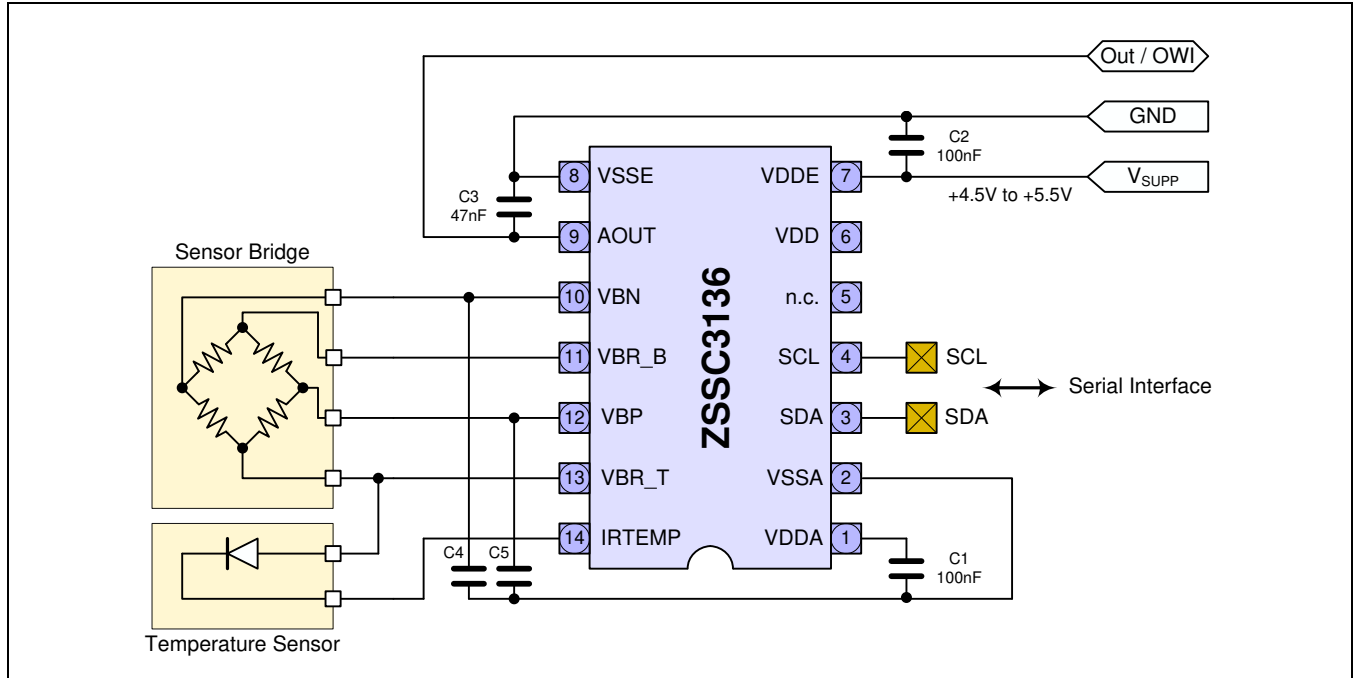 Out / OWI
GND
C2
100nF
VSUPP
+4.5V to +5.5V
C3
47nF
8 VSSE
VDDE 7
9 AOUT
VDD 6
Sensor Bridge
10 VBN
n.c. 5
11 VBR_B
SCL 4
SCL
Serial Interface
12 VBP
SDA 3
SDA
13 VBR_T
VSSA 2
14 IRTEMP
VDDA 1
ZSSC3136
C4
C5
C1
100nF
Temperature Sensor